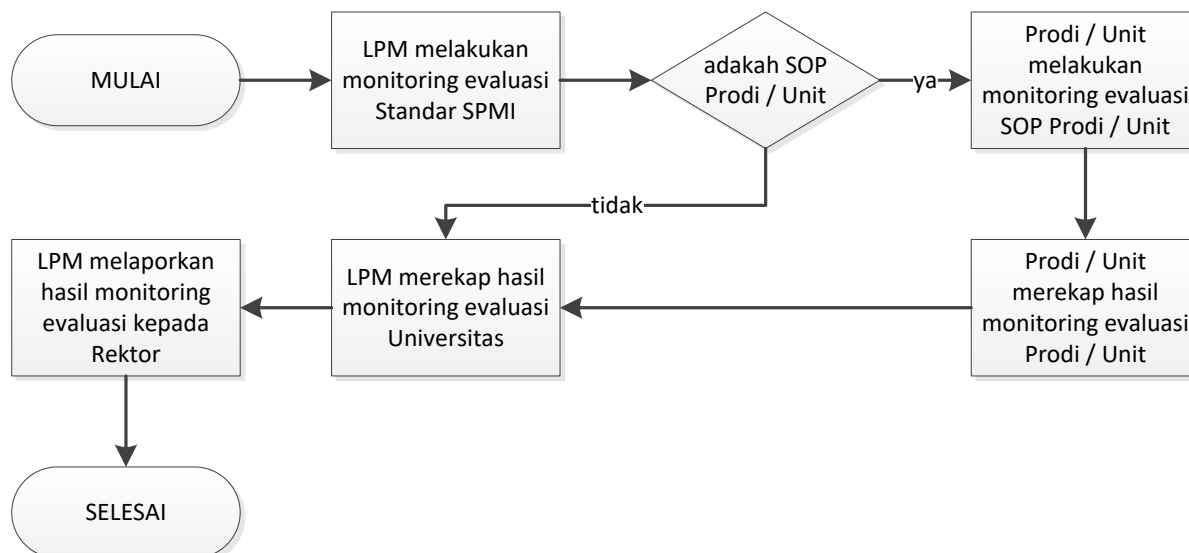 MULAI
LPM melakukan
monitoring evaluasi
Standar SPMI
adakah SOP
Prodi / Unit
ya
Prodi / Unit
melakukan
monitoring evaluasi
SOP Prodi / Unit
tidak
LPM melaporkan
hasil monitoring
evaluasi kepada
Rektor
LPM merekap hasil
monitoring evaluasi
Universitas
Prodi / Unit
merekap hasil
monitoring evaluasi
Prodi / Unit
SELESAI